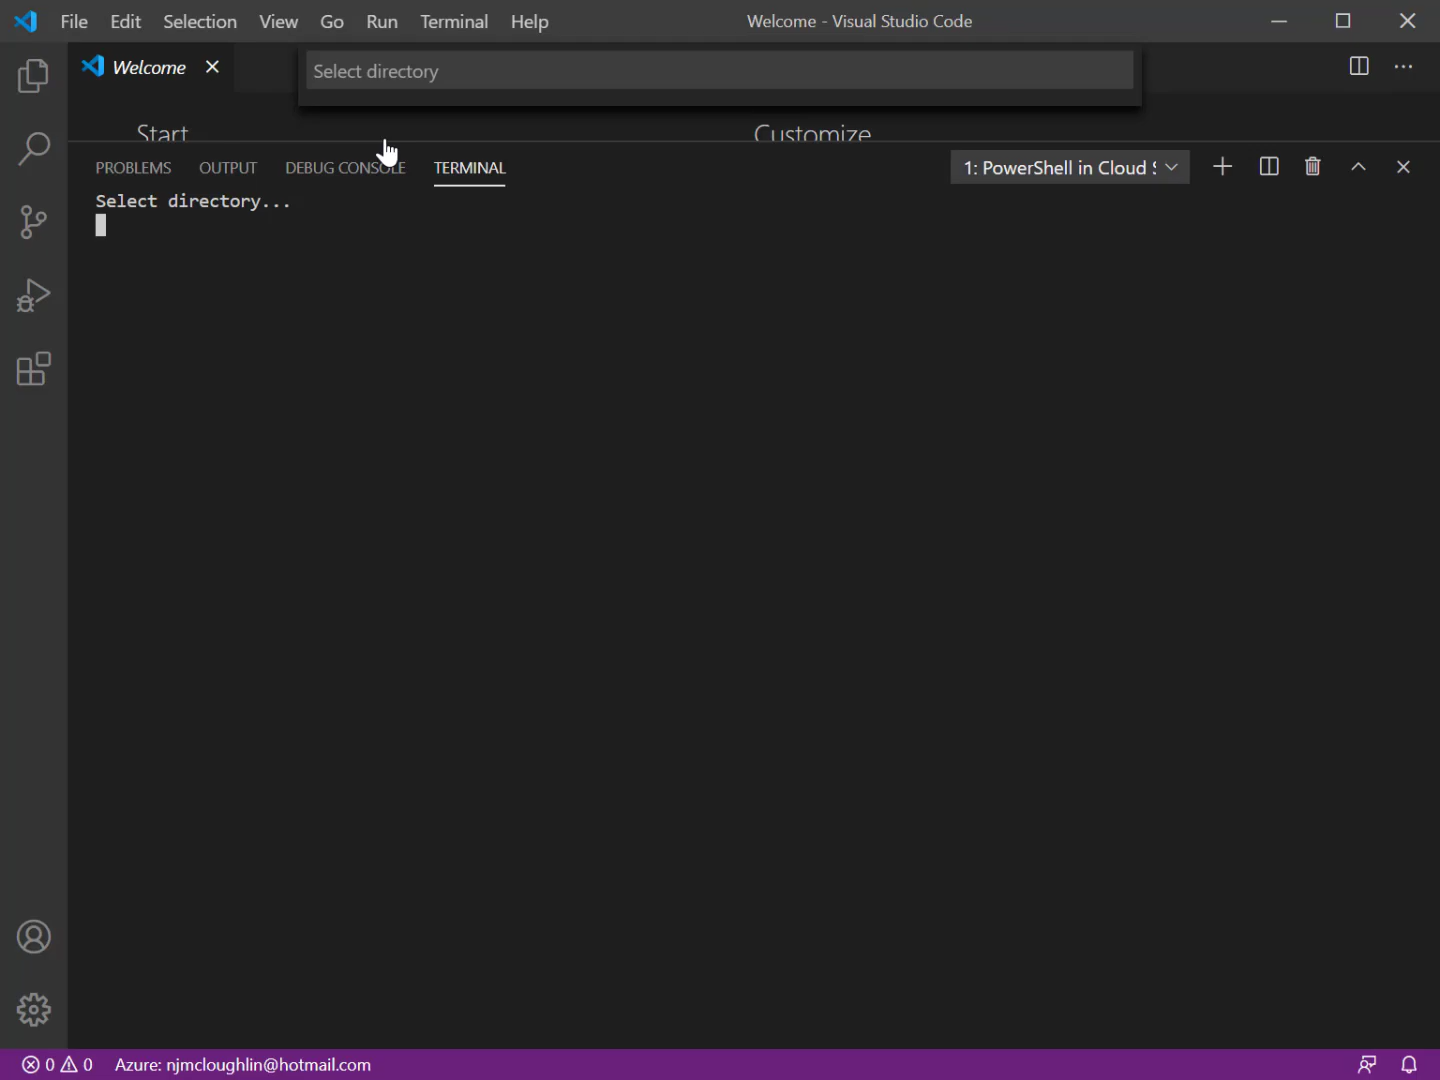 File Edit Selection View Go Run Terminal Help Welcome - Visual Studio Code
Welcome
Select directory
Start Customize
PROBLEMS OUTPUT DEBUG CONSOLE TERMINAL 1: PowerShell in Cloud
Select directory...
0 0 Azure: njmcloughlin@hotmail.com